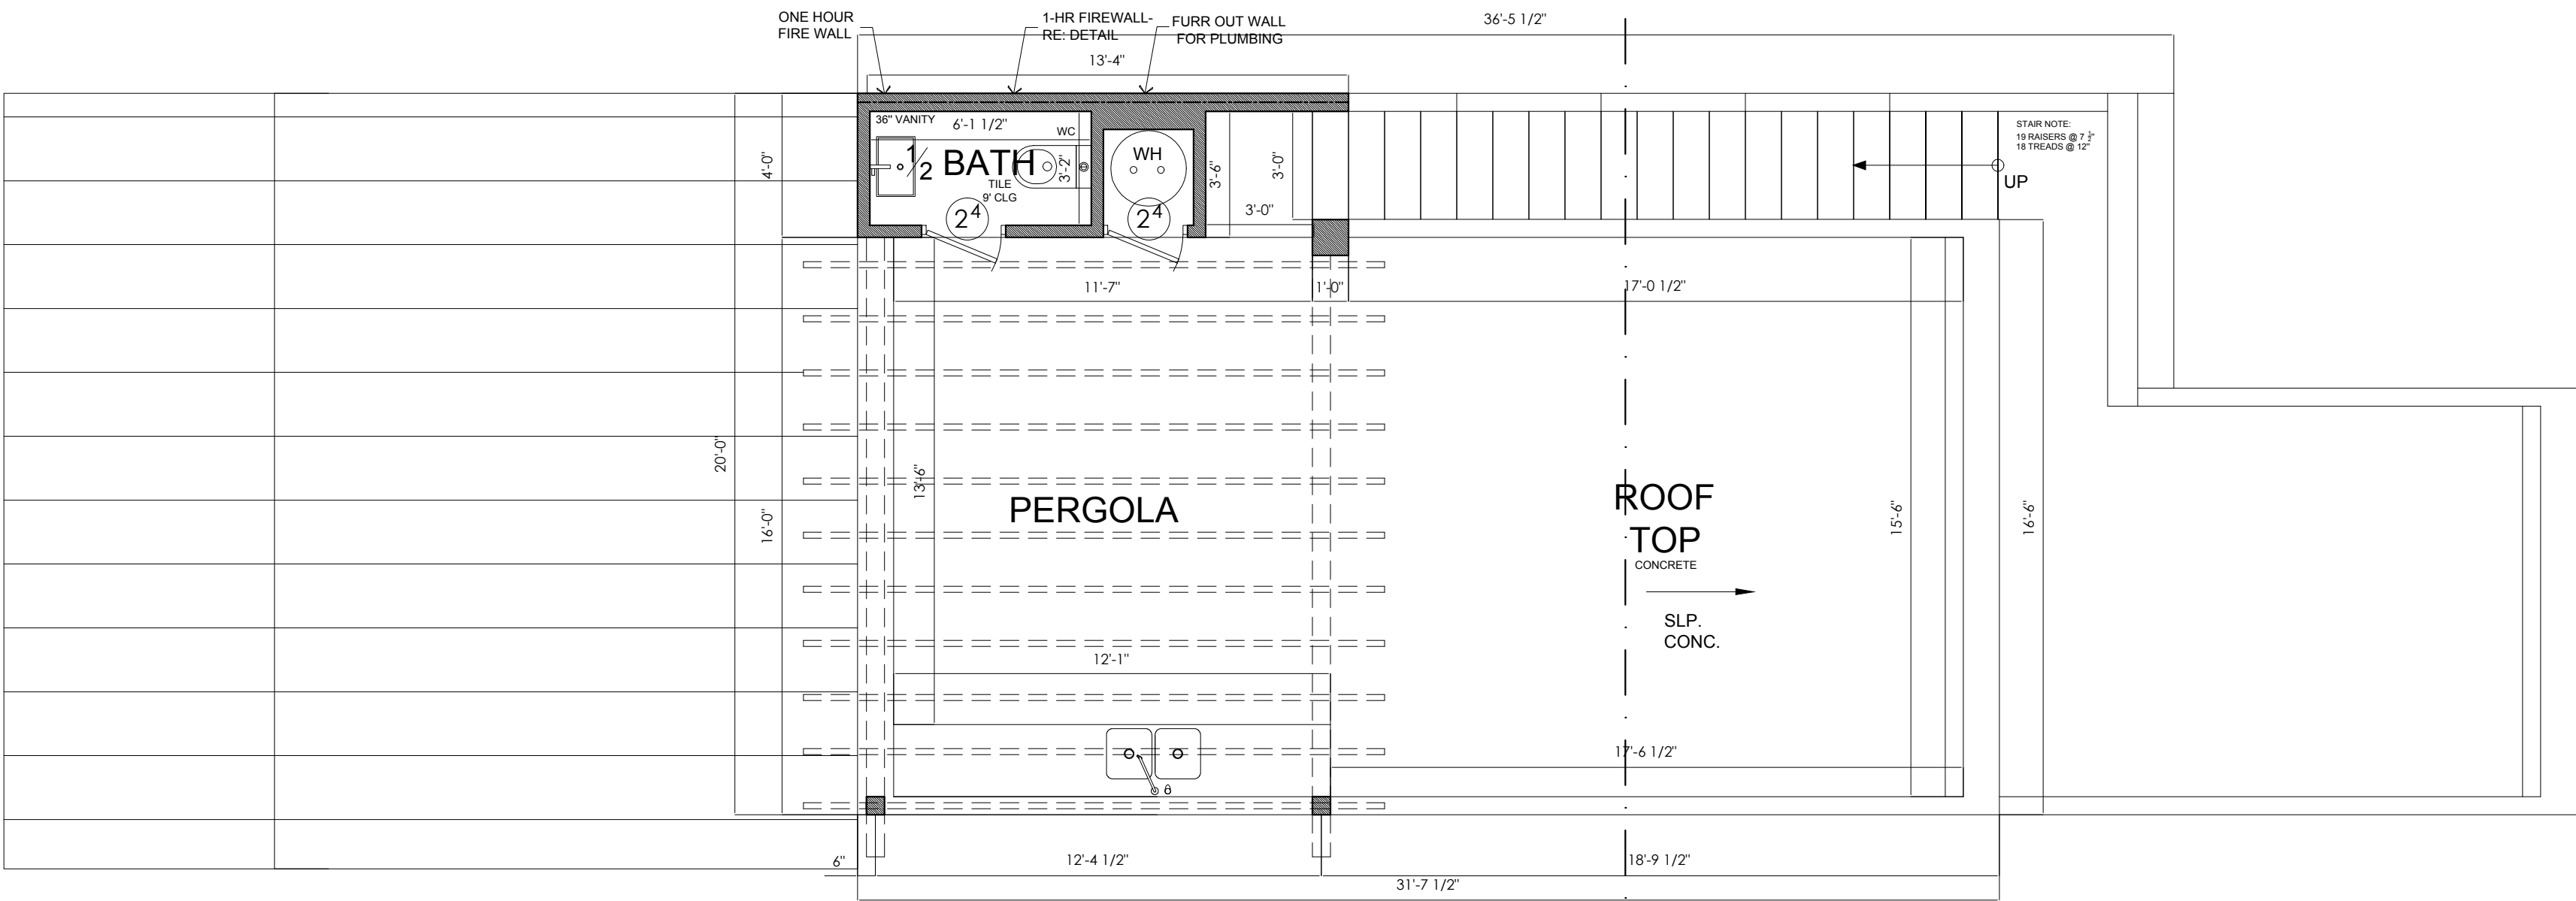 ONE HOUR
FIRE WALL
1-HR FIREWALL-
RE: DETAIL
FURR OUT WALL
FOR PLUMBING
36'-5 1/2"
13'-4"
36" VANITY
6'-1 1/2"
WC
1/2 BATH
TILE
9' CLG
3'-2"
WH
2 4
2 4
3'-6"
3'-0"
3'-0"
4'-0"
STAIR NOTE:
19 RAISERS @ 7 1/2"
18 TREADS @ 12"
UP
11'-7"
1'-0"
17'-0 1/2"
20'-0"
16'-0"
13'-6"
PERGOLA
ROOF
TOP
CONCRETE
SLP.
CONC.
15'-6"
16'-6"
12'-1"
17'-6 1/2"
6"
12'-4 1/2"
18'-9 1/2"
31'-7 1/2"